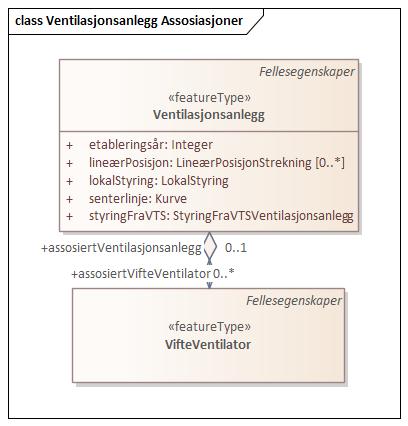 class Ventilasjonsanlegg Assosiasjoner
Fellesegenskaper
«featureType»
Ventilasjonsanlegg
+ etableringsår: Integer
+ lineærPosisjon: LineærPosisjonStrekning [0..*]
+ lokalStyring: LokalStyring
+ senterlinje: Kurve
+ styringFraVTS: StyringFraVTSVentilasjonsanlegg
+assosiertVentilasjonsanlegg 0..1
+assosiertVifteVentilator 0..*
Fellesegenskaper
«featureType»
VifteVentilator